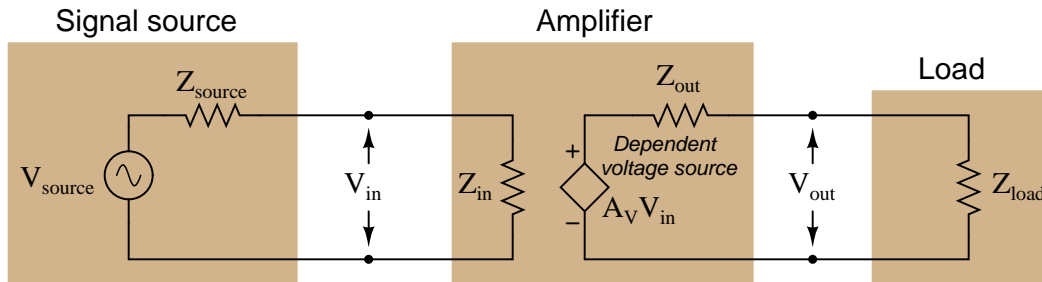 Signal source
Amplifier
Load
Z_source
Z_out
V_source
V_in
Z_in
+
Dependent
voltage source
−
A_V V_in
V_out
Z_load